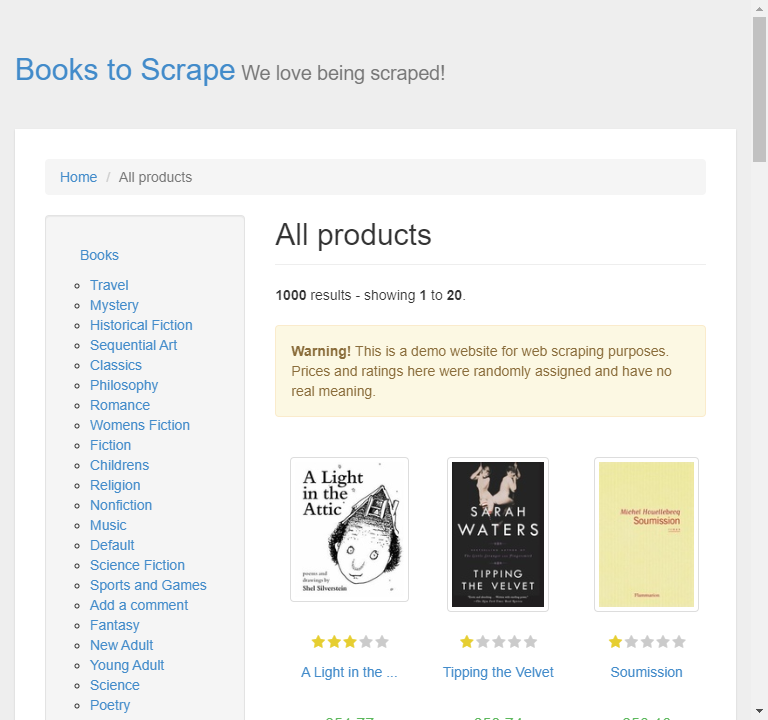 Books to Scrape We love being scraped!
Home / All products
Books
Travel
Mystery
Historical Fiction
Sequential Art
Classics
Philosophy
Romance
Womens Fiction
Fiction
Childrens
Religion
Nonfiction
Music
Default
Science Fiction
Sports and Games
Add a comment
Fantasy
New Adult
Young Adult
Science
Poetry
All products
1000 results - showing 1 to 20.
Warning! This is a demo website for web scraping purposes.
Prices and ratings here were randomly assigned and have no
real meaning.
A Light
in the
Attic
poems and
drawings by
Shel Silverstein
A Light in the ...
SARAH
WATERS
TIPPING
THE VELVET
Tipping the Velvet
Michel Houellebecq
Soumission
Flammarion
Soumission